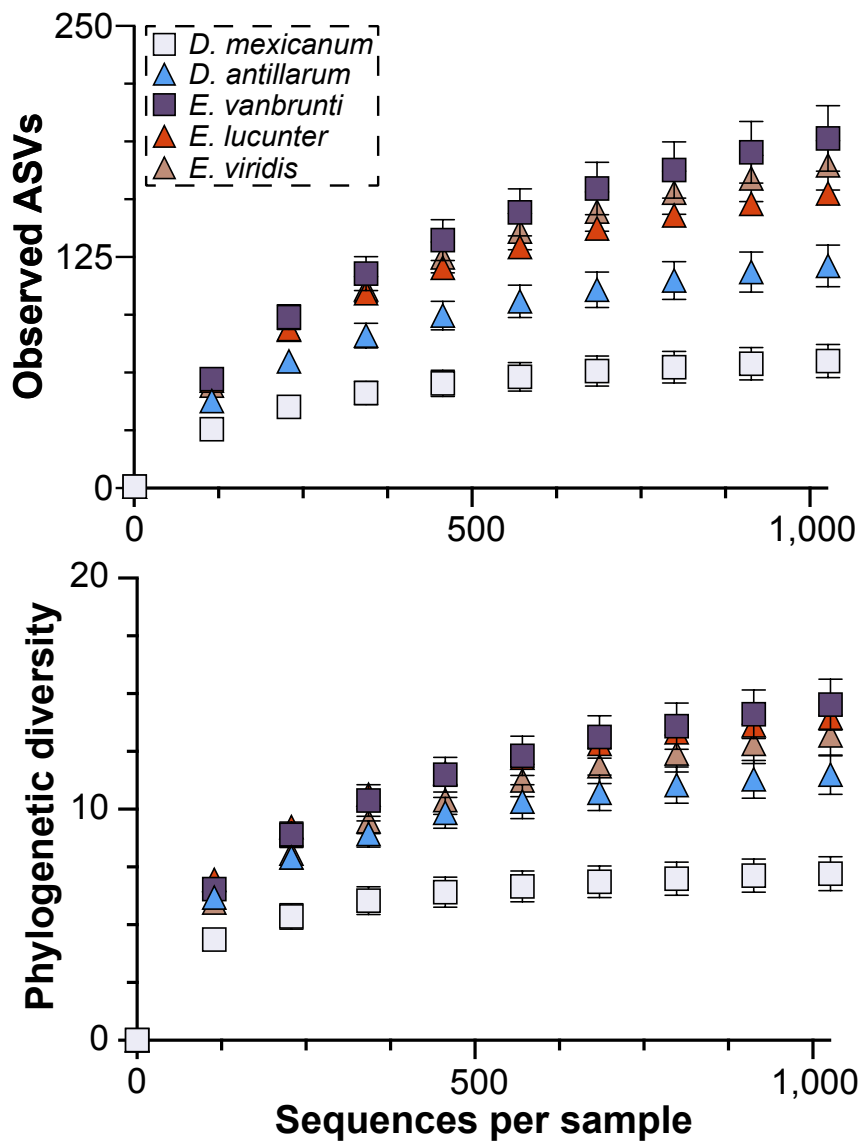 250
D. mexicanum
D. antillarum
E. vanbrunti
E. lucunter
E. viridis
Observed ASVs
125
0
0
500
1,000
20
Phylogenetic diversity
10
0
0
500
1,000
Sequences per sample